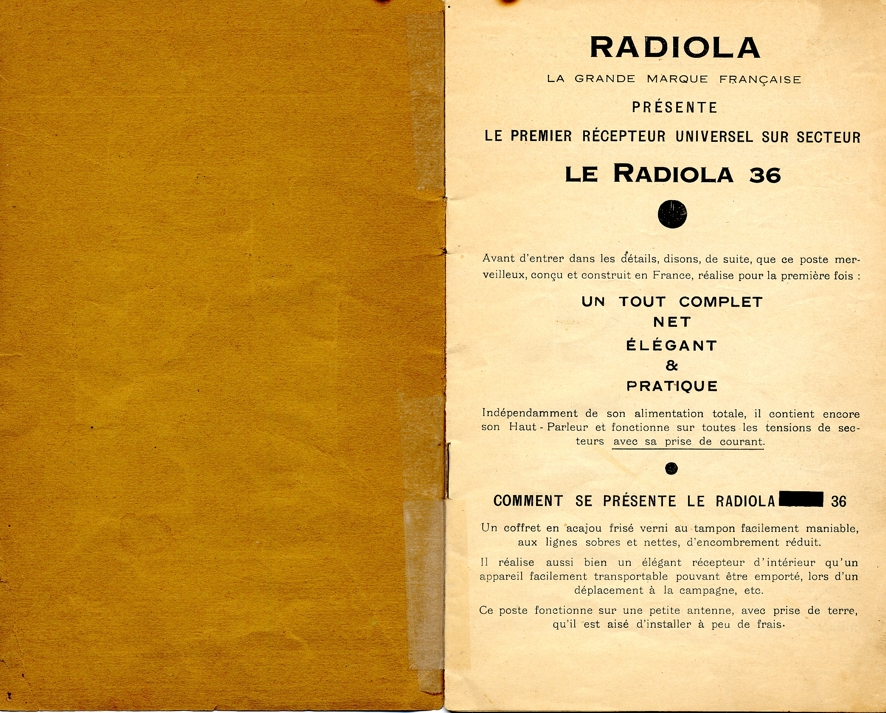 RADIOLA
LA GRANDE MARQUE FRANÇAISE
PRÉSENTE
LE PREMIER RÉCEPTEUR UNIVERSEL SUR SECTEUR
LE RADIOLA 36
Avant d'entrer dans les détails, disons, de suite, que ce poste mer-
veilleux, conçu et construit en France, réalise pour la première fois :
UN TOUT COMPLET
NET
ÉLÉGANT
&
PRATIQUE
Indépendamment de son alimentation totale, il contient encore
son Haut-Parleur et fonctionne sur toutes les tensions de sec-
teurs avec sa prise de courant.
COMMENT SE PRÉSENTE LE RADIOLA 36
Un coffret en acajou frisé verni au tampon facilement maniable,
aux lignes sobres et nettes, d'encombrement réduit.
Il réalise aussi bien un élégant récepteur d'intérieur qu'un
appareil facilement transportable pouvant être emporté, lors d'un
déplacement à la campagne, etc.
Ce poste fonctionne sur une petite antenne, avec prise de terre,
qu'il est aisé d'installer à peu de frais.